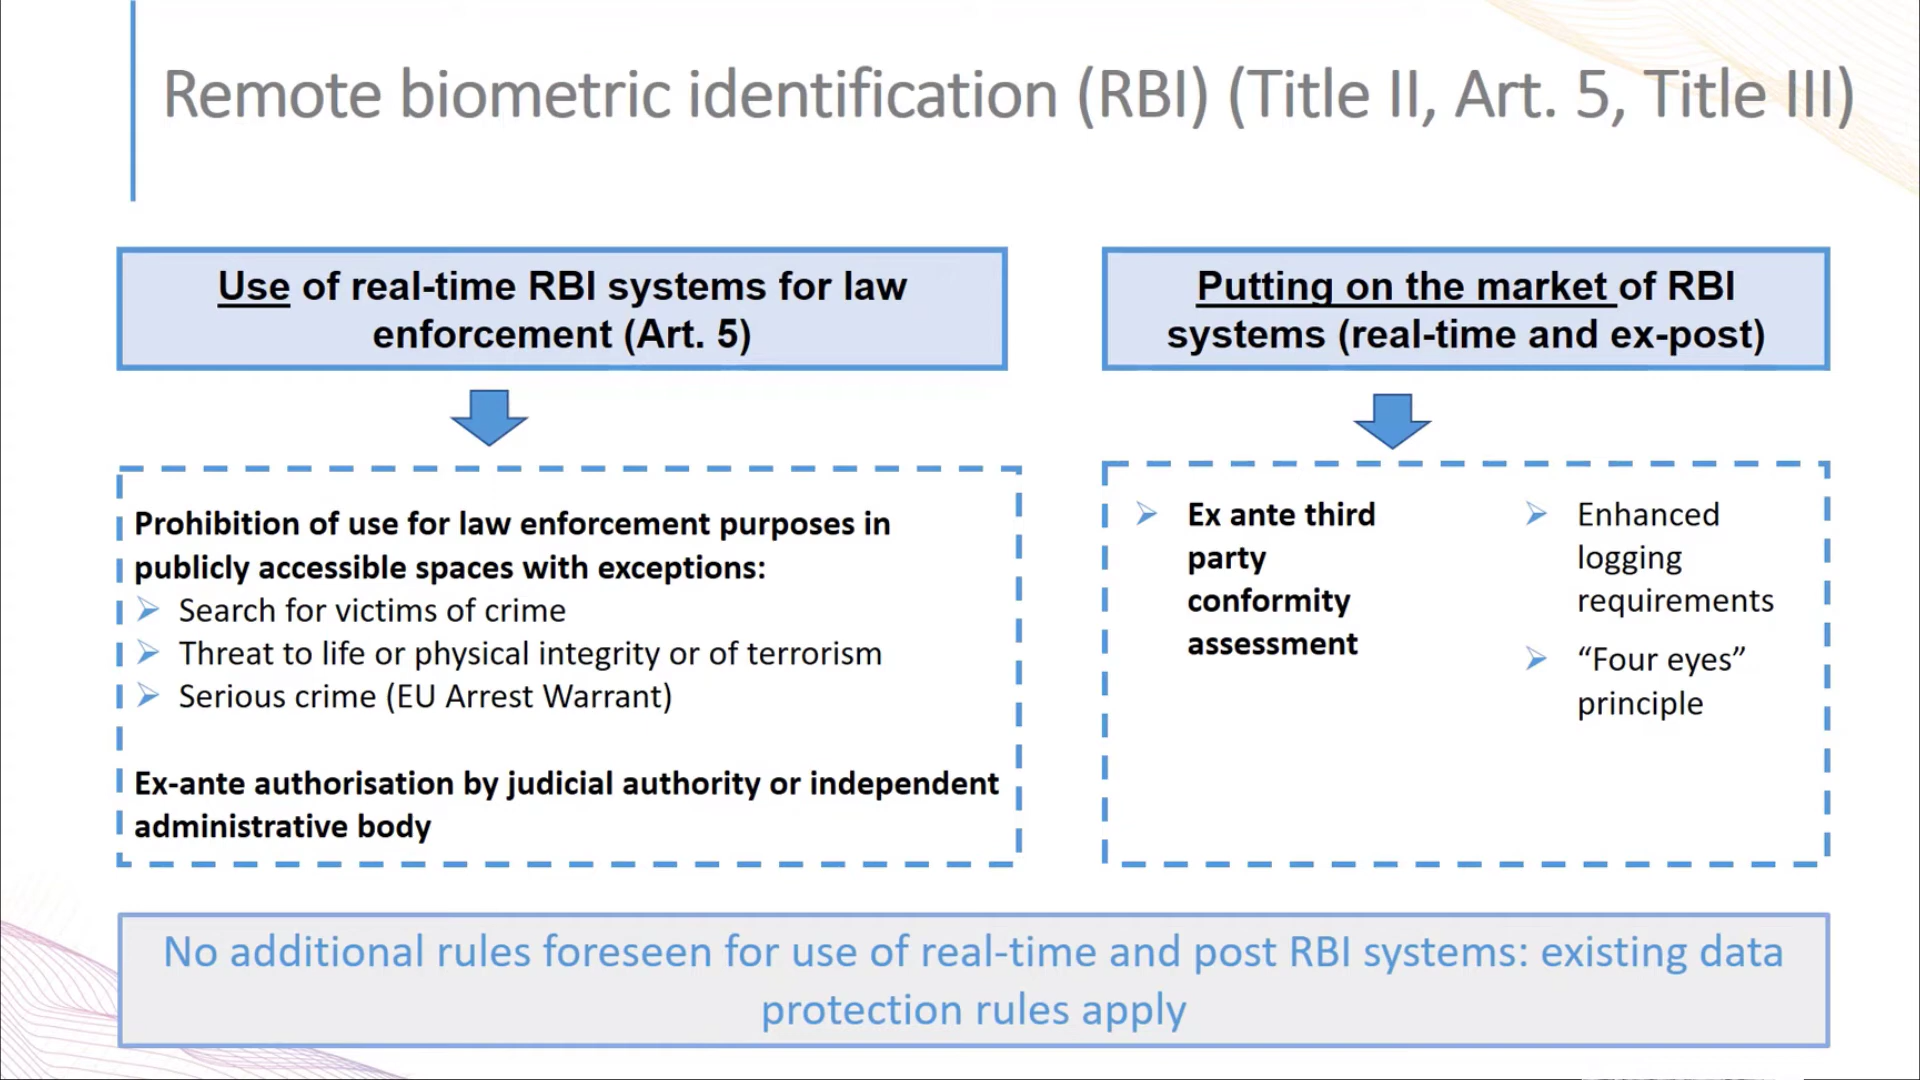 Remote biometric identification (RBI) (Title II, Art. 5, Title III)
Use of real-time RBI systems for law
enforcement (Art. 5)
Prohibition of use for law enforcement purposes in
publicly accessible spaces with exceptions:
Search for victims of crime
Threat to life or physical integrity or of terrorism
Serious crime (EU Arrest Warrant)
Ex-ante authorisation by judicial authority or independent
administrative body
Putting on the market of RBI
systems (real-time and ex-post)
Ex ante third
party
conformity
assessment
Enhanced
logging
requirements
“Four eyes”
principle
No additional rules foreseen for use of real-time and post RBI systems: existing data
protection rules apply